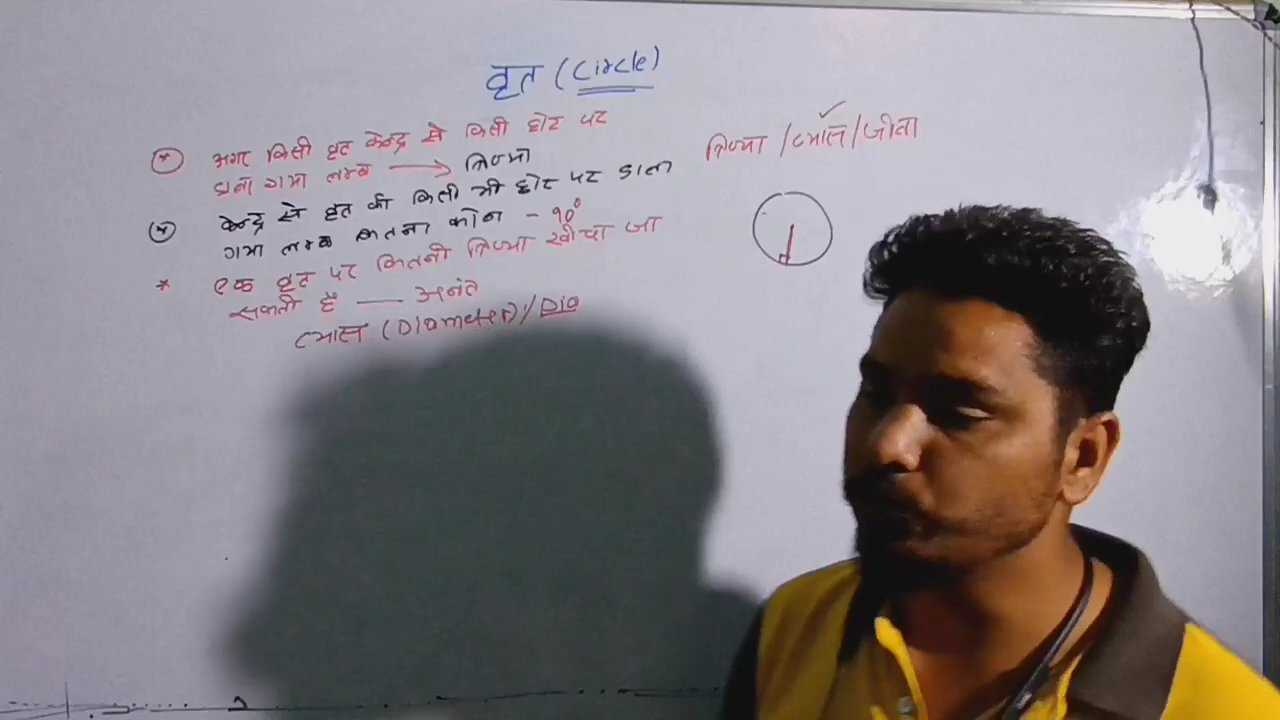 वृत (Circle)
अगर किसी वृत केन्द्र से किसी छोर पर
डाला गया लम्ब → त्रिज्या
केन्द्र से वृत की किसी भी छोर पर डाला
गया लम्ब कितना कोन - 90°
* एक वृत पर कितनी त्रिज्या खींचा जा
सकती है — अनंत
व्यास (Diameter)/Dia
त्रिज्या/व्यास/जीवा